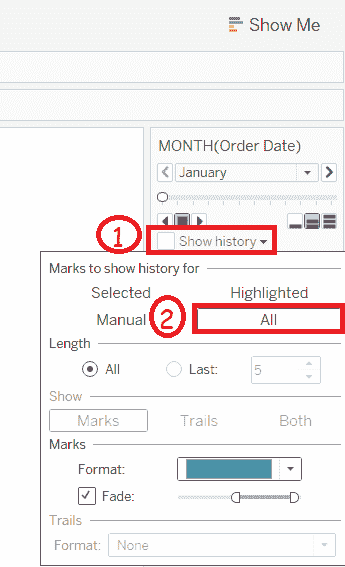 Show Me
MONTH(Order Date)
January
1
Show history
Marks to show history for
Selected Highlighted
Manual 2 All
Length
All Last: 5
Show
Marks Trails Both
Marks
Format:
Fade:
Trails
Format: None